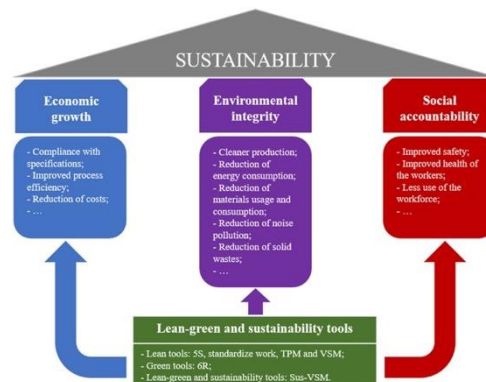 SUSTAINABILITY
Economic
growth
- Compliance with
specifications;
- Improved process
efficiency;
- Reduction of costs;
- ...
Environmental
integrity
- Cleaner production;
- Reduction of
energy consumption;
- Reduction of
materials usage and
consumption;
- Reduction of noise
pollution;
- Reduction of solid
wastes;
- ...
Social
accountability
- Improved safety;
- Improved health of
the workers;
- Less use of the
workforce;
- ...
Lean-green and sustainability tools
- Lean tools: 5S, standardize work, TPM and VSM;
- Green tools: 6R;
- Lean-green and sustainability tools: Sus-VSM.